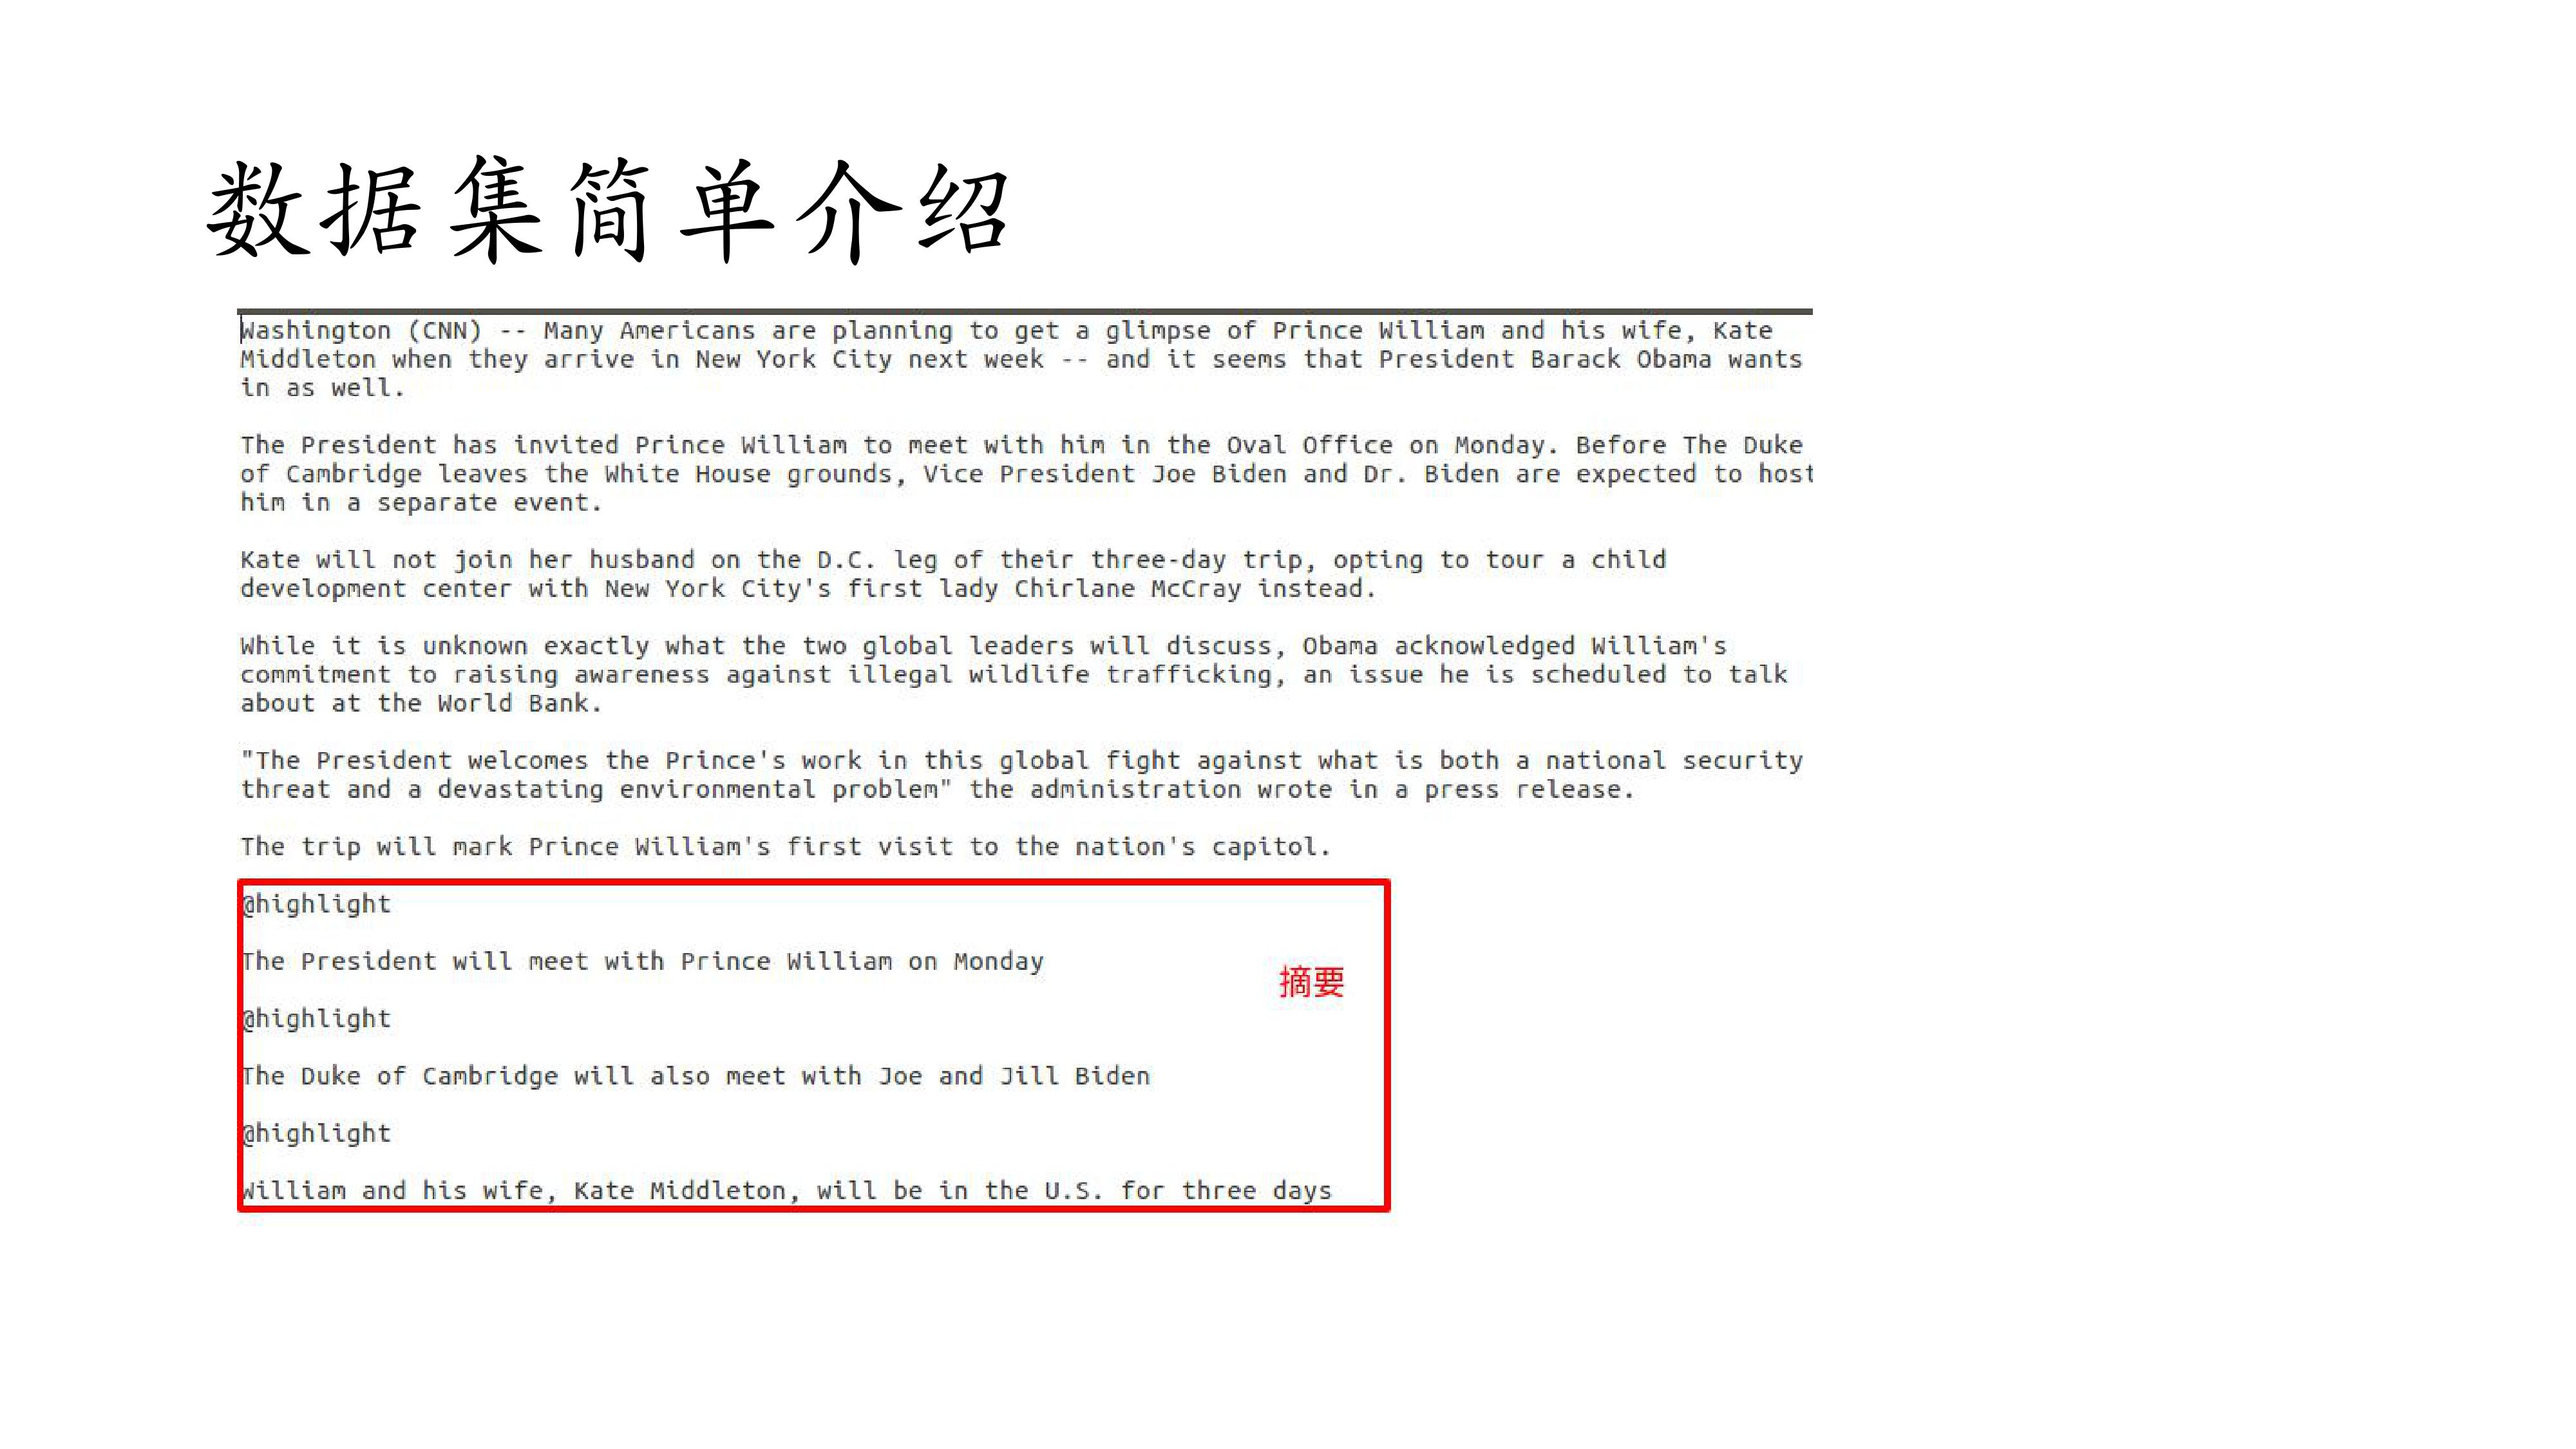 数据集简单介绍
Washington (CNN) -- Many Americans are planning to get a glimpse of Prince William and his wife, Kate
Middleton when they arrive in New York City next week -- and it seems that President Barack Obama wants
in as well.
The President has invited Prince William to meet with him in the Oval Office on Monday. Before The Duke
of Cambridge leaves the White House grounds, Vice President Joe Biden and Dr. Biden are expected to host
him in a separate event.
Kate will not join her husband on the D.C. leg of their three-day trip, opting to tour a child
development center with New York City's first lady Chirlane McCray instead.
While it is unknown exactly what the two global leaders will discuss, Obama acknowledged William's
commitment to raising awareness against illegal wildlife trafficking, an issue he is scheduled to talk
about at the World Bank.
"The President welcomes the Prince's work in this global fight against what is both a national security
threat and a devastating environmental problem" the administration wrote in a press release.
The trip will mark Prince William's first visit to the nation's capitol.
@highlight
The President will meet with Prince William on Monday
摘要
@highlight
The Duke of Cambridge will also meet with Joe and Jill Biden
@highlight
William and his wife, Kate Middleton, will be in the U.S. for three days